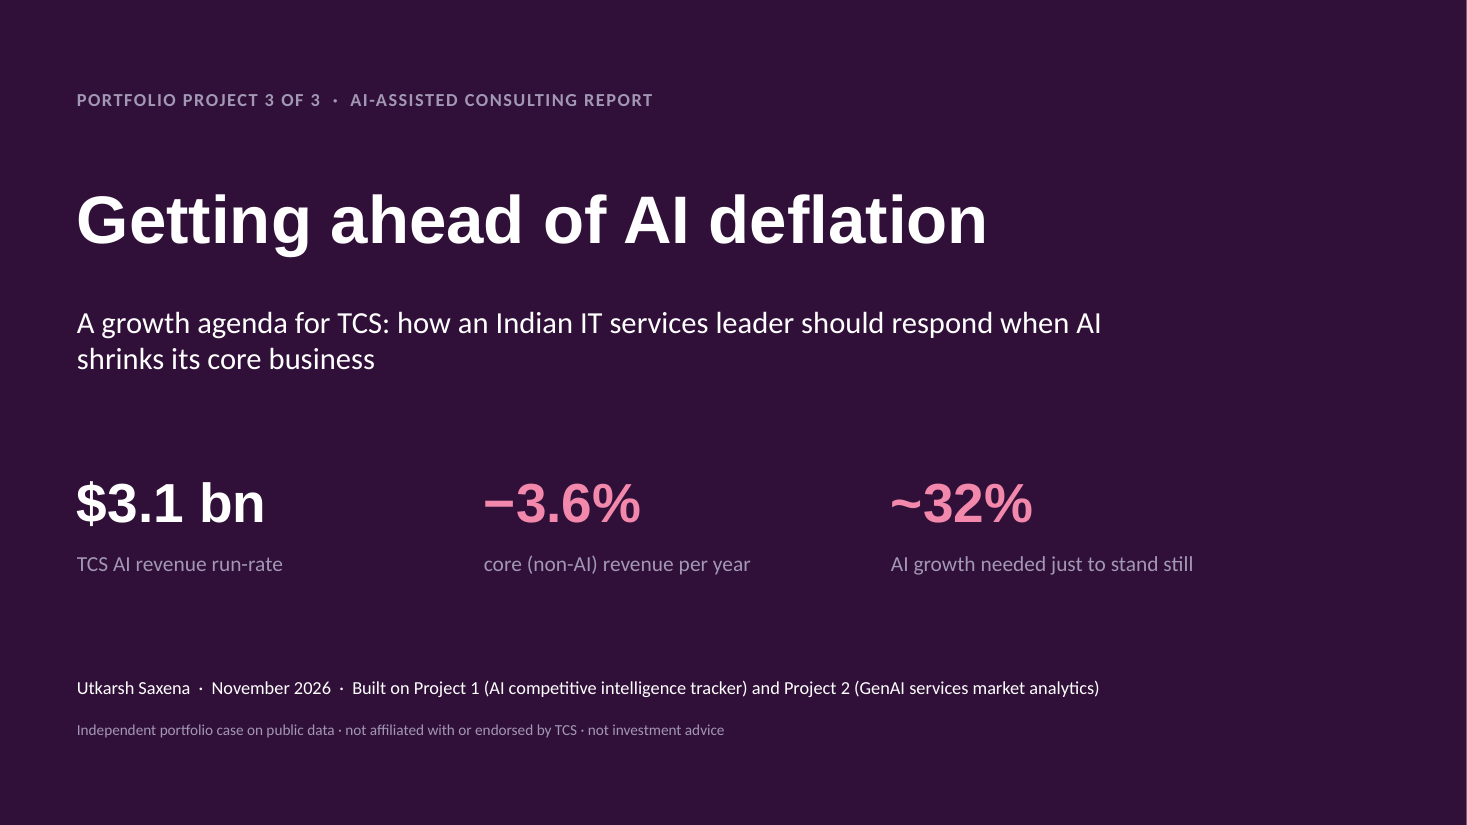 PORTFOLIO PROJECT 3 OF 3 · AI-ASSISTED CONSULTING REPORT
Getting ahead of AI deflation
A growth agenda for TCS: how an Indian IT services leader should respond when AI
shrinks its core business
$3.1 bn
TCS AI revenue run-rate
−3.6%
core (non-AI) revenue per year
~32%
AI growth needed just to stand still
Utkarsh Saxena · November 2026 · Built on Project 1 (AI competitive intelligence tracker) and Project 2 (GenAI services market analytics)
Independent portfolio case on public data · not affiliated with or endorsed by TCS · not investment advice